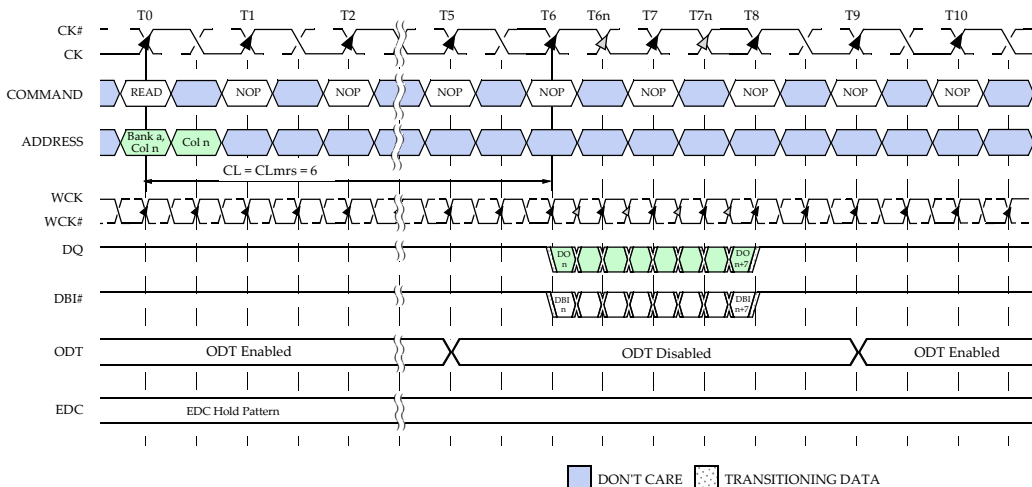 T0 T1 T2 T5 T6 T6n T7 T7n T8 T9 T10
CK#
CK
COMMAND READ NOP NOP NOP NOP NOP NOP NOP NOP
ADDRESS Bank a, Col n Col n
CL = CLmrs = 6
WCK
WCK#
DQ DO n DO n+7
DBI# DBI n DBI n+7
ODT ODT Enabled ODT Disabled ODT Enabled
EDC EDC Hold Pattern
DON'T CARE TRANSITIONING DATA